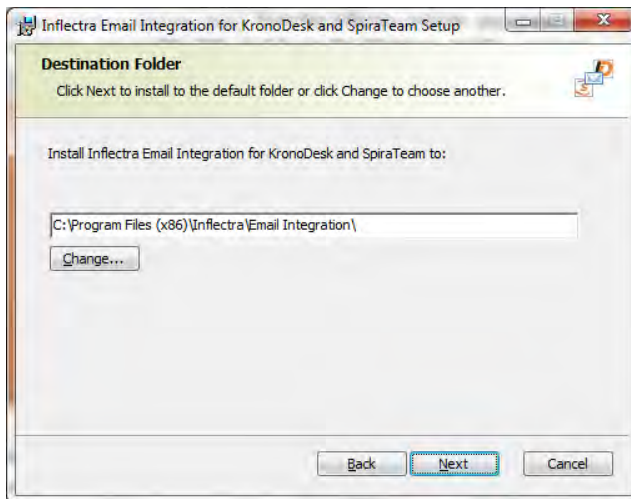 Inflectra Email Integration for KronoDesk and SpiraTeam Setup
Destination Folder
Click Next to install to the default folder or click Change to choose another.
Install Inflectra Email Integration for KronoDesk and SpiraTeam to:
C:\Program Files (x86)\Inflectra\Email Integration\
Change...
Back Next Cancel